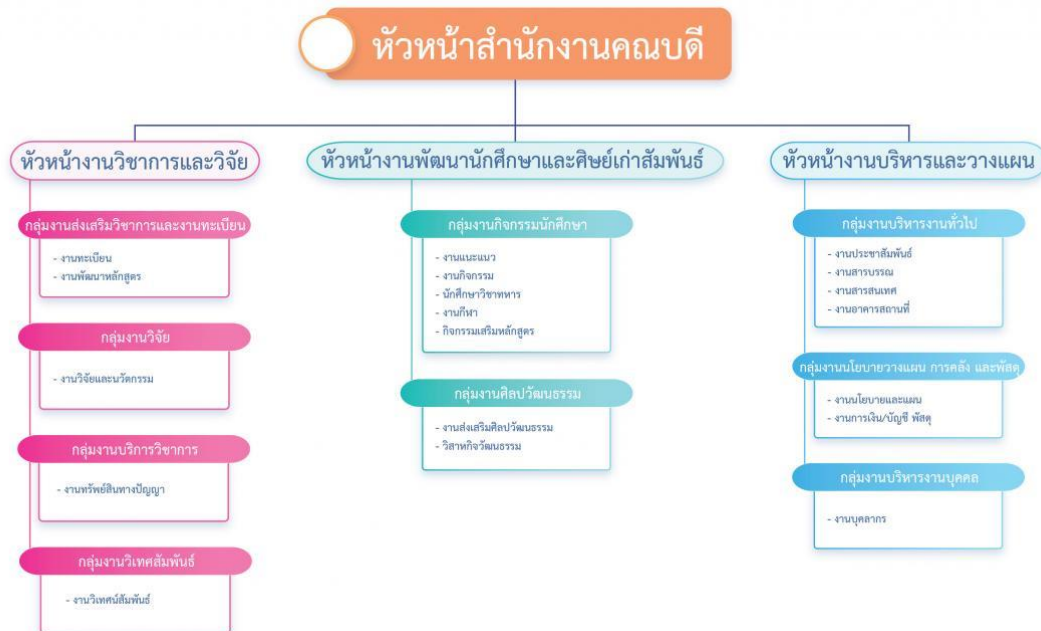 หัวหน้าสำนักงานคณบดี
หัวหน้างานวิชาการและวิจัย
กลุ่มงานส่งเสริมวิชาการและงานทะเบียน
- งานทะเบียน
- งานพัฒนาหลักสูตร
กลุ่มงานวิจัย
- งานวิจัยและนวัตกรรม
กลุ่มงานบริการวิชาการ
- งานทรัพย์สินทางปัญญา
กลุ่มงานวิเทศสัมพันธ์
- งานวิเทศน์สัมพันธ์
หัวหน้างานพัฒนานักศึกษาและศิษย์เก่าสัมพันธ์
กลุ่มงานกิจกรรมนักศึกษา
- งานแนะแนว
- งานกิจกรรม
- นักศึกษาวิชาทหาร
- งานกีฬา
- กิจกรรมเสริมหลักสูตร
กลุ่มงานศิลปวัฒนธรรม
- งานส่งเสริมศิลปวัฒนธรรม
- วิสาหกิจวัฒนธรรม
หัวหน้างานบริหารและวางแผน
กลุ่มงานบริหารงานทั่วไป
- งานประชาสัมพันธ์
- งานสารบรรณ
- งานสารสนเทศ
- งานอาคารสถานที่
กลุ่มงานนโยบายวางแผน การคลัง และพัสดุ
- งานนโยบายและแผน
- งานการเงิน/บัญชี พัสดุ
กลุ่มงานบริหารงานบุคคล
- งานบุคลากร